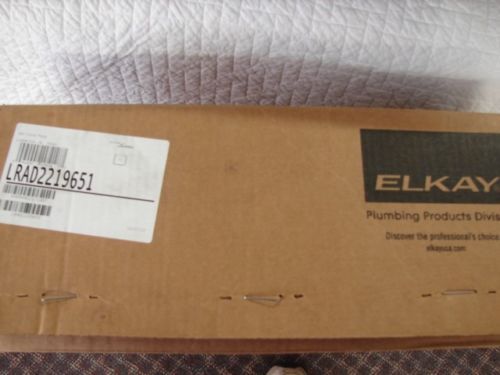 LRAD2219651
ELKAY
Plumbing Products Divis
Discover the professional's choice
elkayusa.com